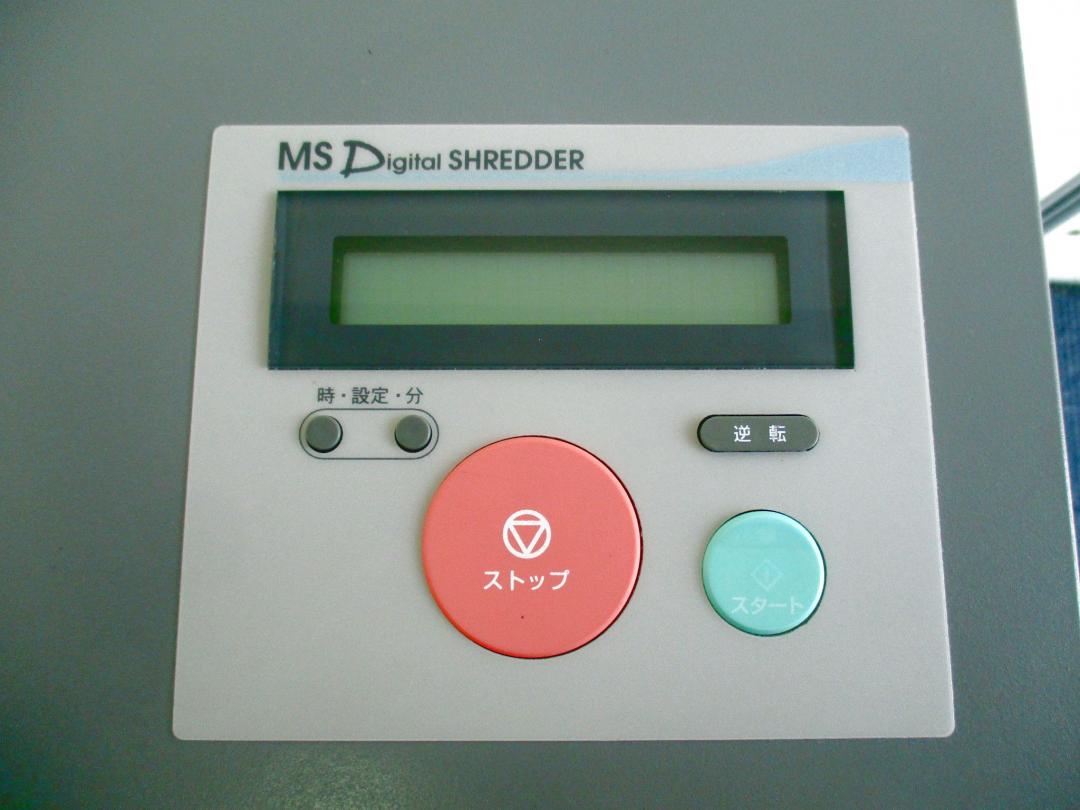 MS Digital SHREDDER
時・設定・分
逆 転
ストップ
スタート